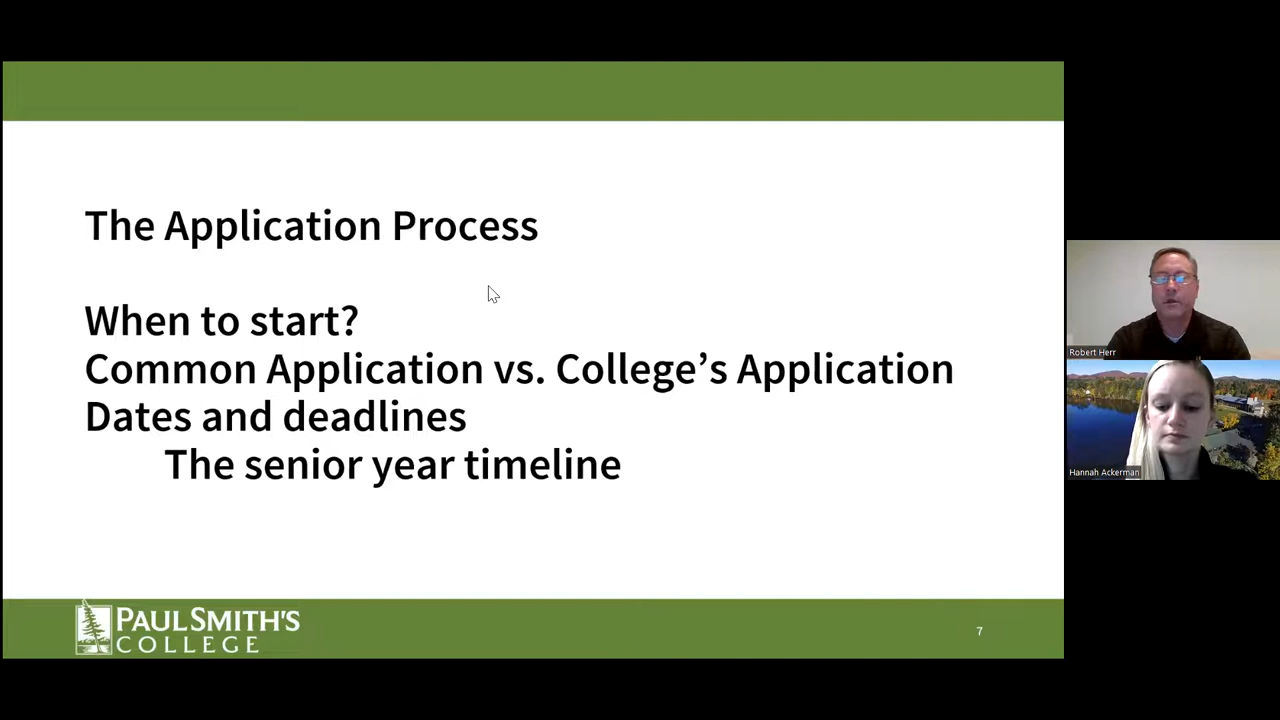 The Application Process
When to start?
Common Application vs. College’s Application
Dates and deadlines
The senior year timeline
PAUL SMITH'S
COLLEGE
7
Robert Herr
Hannah Ackerman